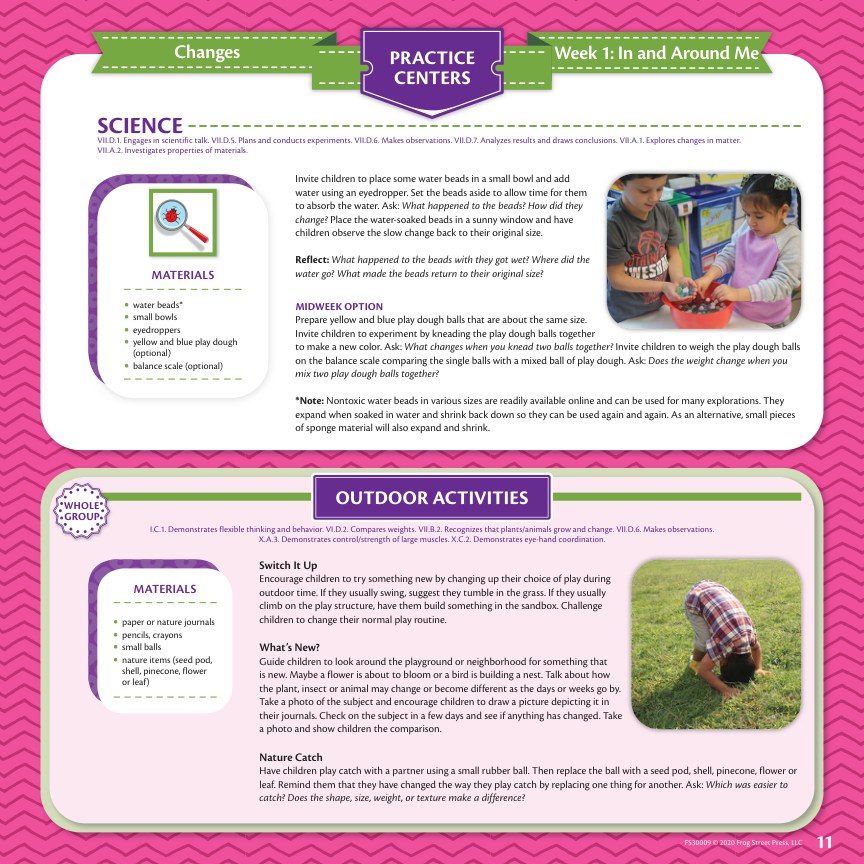 Changes
PRACTICE
CENTERS
Week 1: In and Around Me
SCIENCE
VII.D.1. Engages in scientific talk. VII.D.5. Plans and conducts experiments. VII.D.6. Makes observations. VII.D.7. Analyzes results and draws conclusions. VII.A.1. Explores changes in matter.
VII.A.2. Investigates properties of materials.
MATERIALS
• water beads*
• small bowls
• eyedroppers
• yellow and blue play dough
(optional)
• balance scale (optional)
Invite children to place some water beads in a small bowl and add
water using an eyedropper. Set the beads aside to allow time for them
to absorb the water. Ask: What happened to the beads? How did they
change? Place the water-soaked beads in a sunny window and have
children observe the slow change back to their original size.
Reflect: What happened to the beads with they got wet? Where did the
water go? What made the beads return to their original size?
MIDWEEK OPTION
Prepare yellow and blue play dough balls that are about the same size.
Invite children to experiment by kneading the play dough balls together
to make a new color. Ask: What changes when you knead two balls together? Invite children to weigh the play dough balls
on the balance scale comparing the single balls with a mixed ball of play dough. Ask: Does the weight change when you
mix two play dough balls together?
*Note: Nontoxic water beads in various sizes are readily available online and can be used for many explorations. They
expand when soaked in water and shrink back down so they can be used again and again. As an alternative, small pieces
of sponge material will also expand and shrink.
WHOLE
GROUP
OUTDOOR ACTIVITIES
I.C.1. Demonstrates flexible thinking and behavior. VI.D.2. Compares weights. VII.B.2. Recognizes that plants/animals grow and change. VII.D.6. Makes observations.
X.A.3. Demonstrates control/strength of large muscles. X.C.2. Demonstrates eye-hand coordination.
MATERIALS
• paper or nature journals
• pencils, crayons
• small balls
• nature items (seed pod,
shell, pinecone, flower
or leaf)
Switch It Up
Encourage children to try something new by changing up their choice of play during
outdoor time. If they usually swing, suggest they tumble in the grass. If they usually
climb on the play structure, have them build something in the sandbox. Challenge
children to change their normal play routine.
What's New?
Guide children to look around the playground or neighborhood for something that
is new. Maybe a flower is about to bloom or a bird is building a nest. Talk about how
the plant, insect or animal may change or become different as the days or weeks go by.
Take a photo of the subject and encourage children to draw a picture depicting it in
their journals. Check on the subject in a few days and see if anything has changed. Take
a photo and show children the comparison.
Nature Catch
Have children play catch with a partner using a small rubber ball. Then replace the ball with a seed pod, shell, pinecone, flower or
leaf. Remind them that they have changed the way they play catch by replacing one thing for another. Ask: Which was easier to
catch? Does the shape, size, weight, or texture make a difference?
FS30009 © 2020 Frog Street Press, LLC
11